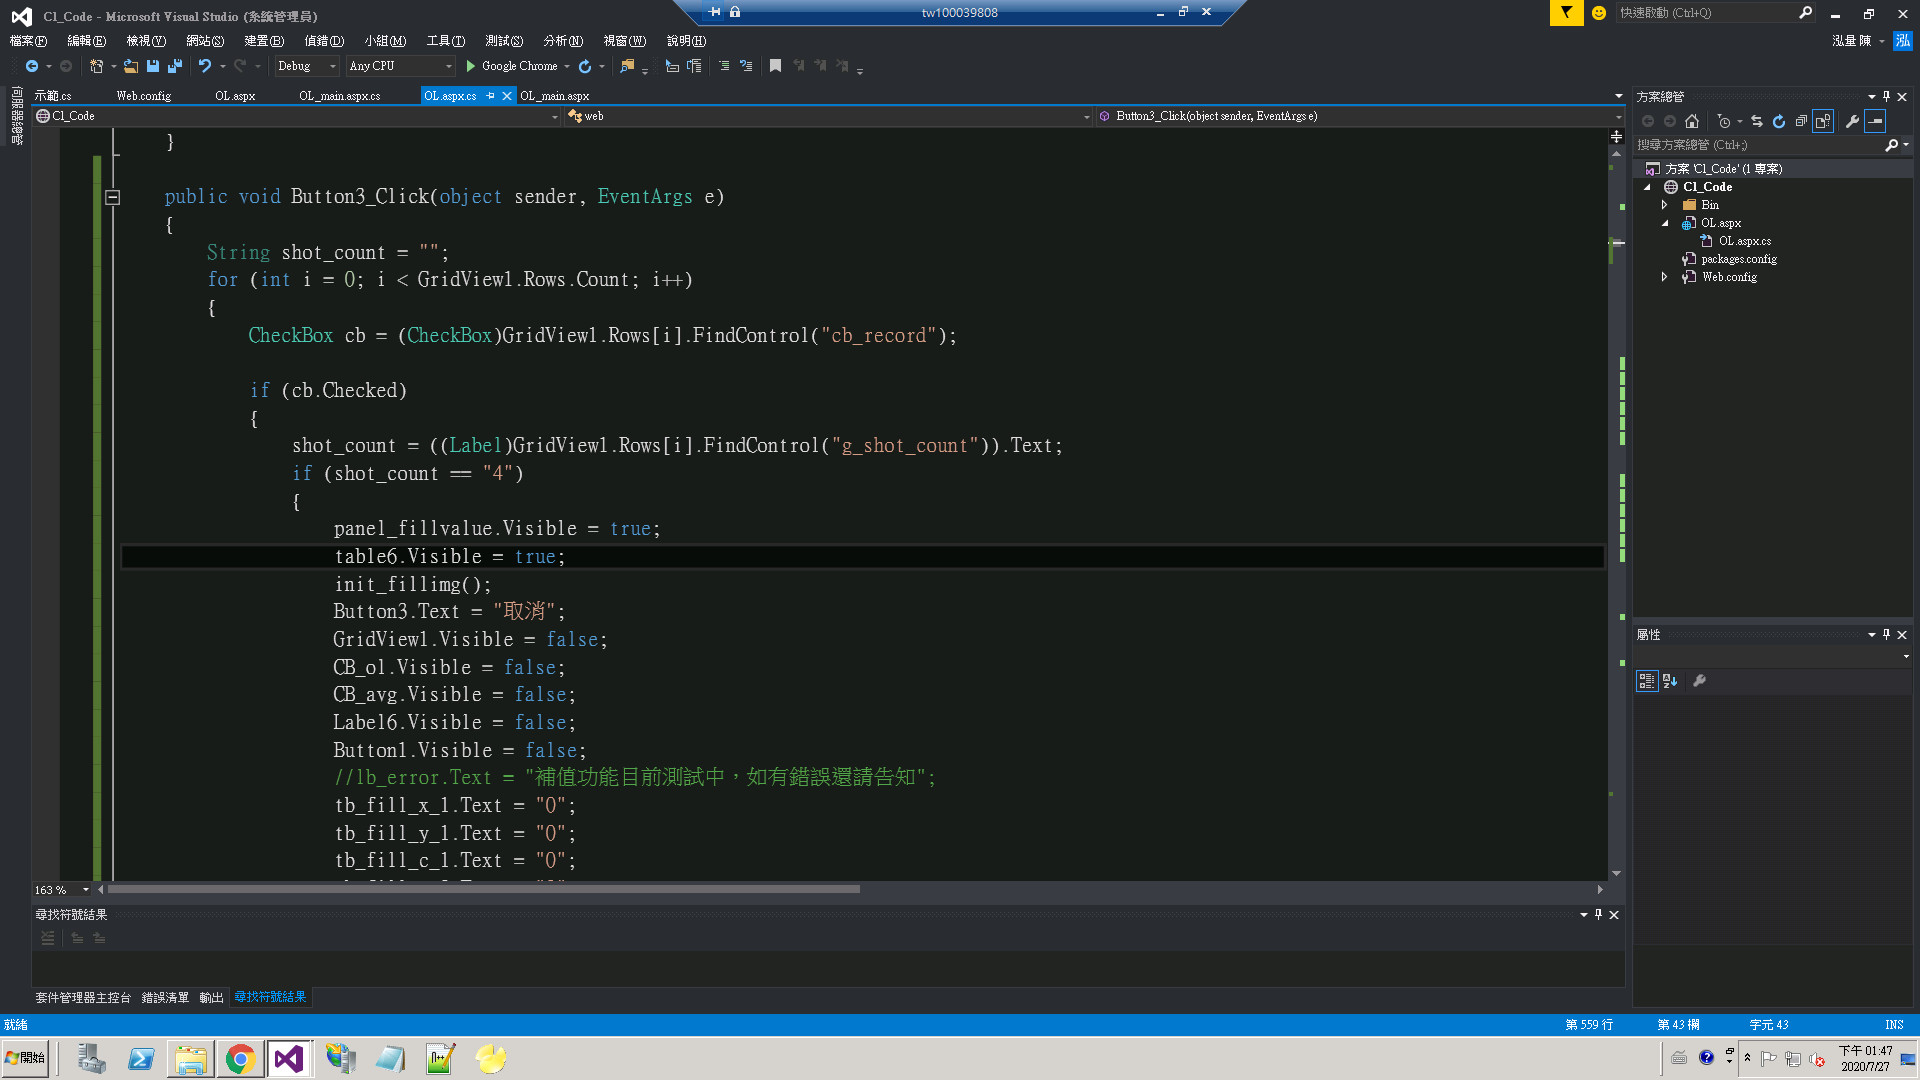 Cl_Code - Microsoft Visual Studio (系統管理員)
tw100039808
快速啟動 (Ctrl+Q)
檔案(F) 編輯(E) 檢視(V) 網站(S) 建置(B) 偵錯(D) 小組(M) 工具(T) 測試(S) 分析(N) 視窗(W) 說明(H)
泓量 陳 泓
Debug Any CPU Google Chrome
伺服器總管
示範.cs Web.config OL.aspx OL_main.aspx.cs OL.aspx.cs OL_main.aspx
Cl_Code web Button3_Click(object sender, EventArgs e)
}
public void Button3_Click(object sender, EventArgs e)
{
String shot_count = "";
for (int i = 0; i < GridView1.Rows.Count; i++)
{
CheckBox cb = (CheckBox)GridView1.Rows[i].FindControl("cb_record");
if (cb.Checked)
{
shot_count = ((Label)GridView1.Rows[i].FindControl("g_shot_count")).Text;
if (shot_count == "4")
{
panel_fillvalue.Visible = true;
table6.Visible = true;
init_fillimg();
Button3.Text = "取消";
GridView1.Visible = false;
CB_ol.Visible = false;
CB_avg.Visible = false;
Label6.Visible = false;
Button1.Visible = false;
//lb_error.Text = "補值功能目前測試中，如有錯誤還請告知";
tb_fill_x_1.Text = "0";
tb_fill_y_1.Text = "0";
tb_fill_c_1.Text = "0";
163 %
尋找符號結果
套件管理器主控台 錯誤清單 輸出 尋找符號結果
方案總管
搜尋方案總管 (Ctrl+;)
方案 'Cl_Code' (1 專案)
Cl_Code
Bin
OL.aspx
OL.aspx.cs
packages.config
Web.config
屬性
就緒
第 559 行 第 43 欄 字元 43 INS
開始
下午 01:47
2020/7/27